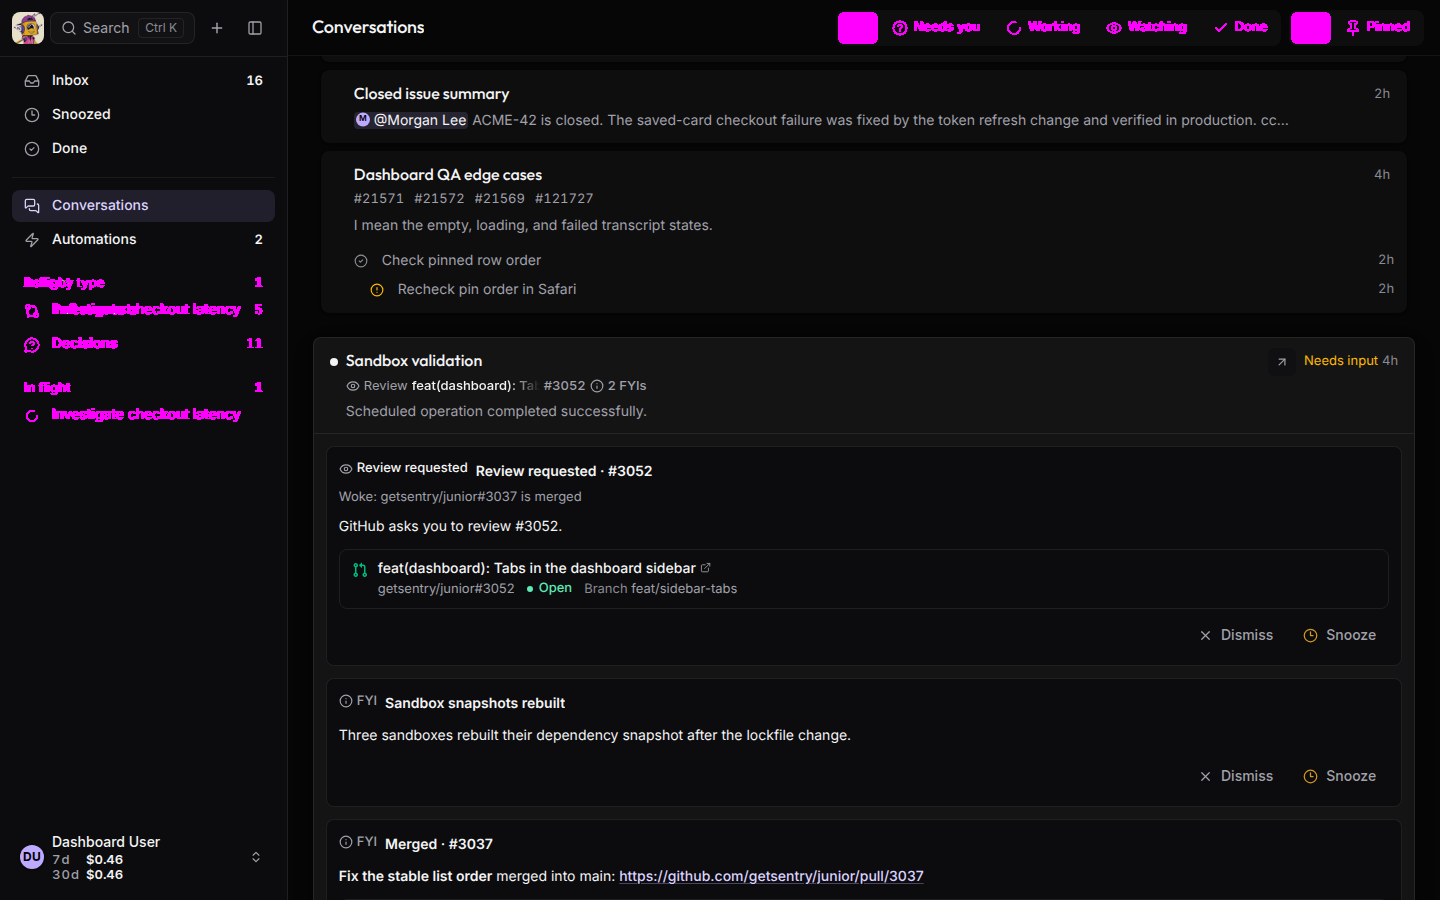 Search Ctrl K
Inbox 16
Snoozed
Done
Conversations
Automations 2
type 1
checkout latency 5
Decisions 11
In flight 1
Investigate checkout latency
Dashboard User
7d $0.46
30d $0.46
Conversations
Needs you Working Watching Done Pinned
Closed issue summary 2h
M @Morgan Lee ACME-42 is closed. The saved-card checkout failure was fixed by the token refresh change and verified in production. cc...
Dashboard QA edge cases 4h
#21571 #21572 #21569 #121727
I mean the empty, loading, and failed transcript states.
Check pinned row order 2h
Recheck pin order in Safari 2h
Sandbox validation Needs input 4h
Review feat(dashboard): Tal #3052 2 FYIs
Scheduled operation completed successfully.
Review requested Review requested · #3052
Woke: getsentry/junior#3037 is merged
GitHub asks you to review #3052.
feat(dashboard): Tabs in the dashboard sidebar
getsentry/junior#3052 Open Branch feat/sidebar-tabs
Dismiss Snooze
FYI Sandbox snapshots rebuilt
Three sandboxes rebuilt their dependency snapshot after the lockfile change.
Dismiss Snooze
FYI Merged · #3037
Fix the stable list order merged into main: https://github.com/getsentry/junior/pull/3037
DU